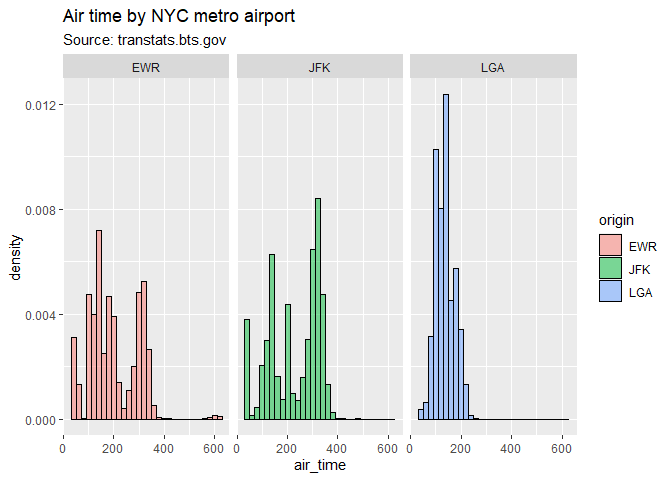 Air time by NYC metro airport
Source: transtats.bts.gov
EWR JFK LGA
0.012
0.008
0.004
0.000
density
0 200 400 600 0 200 400 600 0 200 400 600
air_time
origin
EWR
JFK
LGA